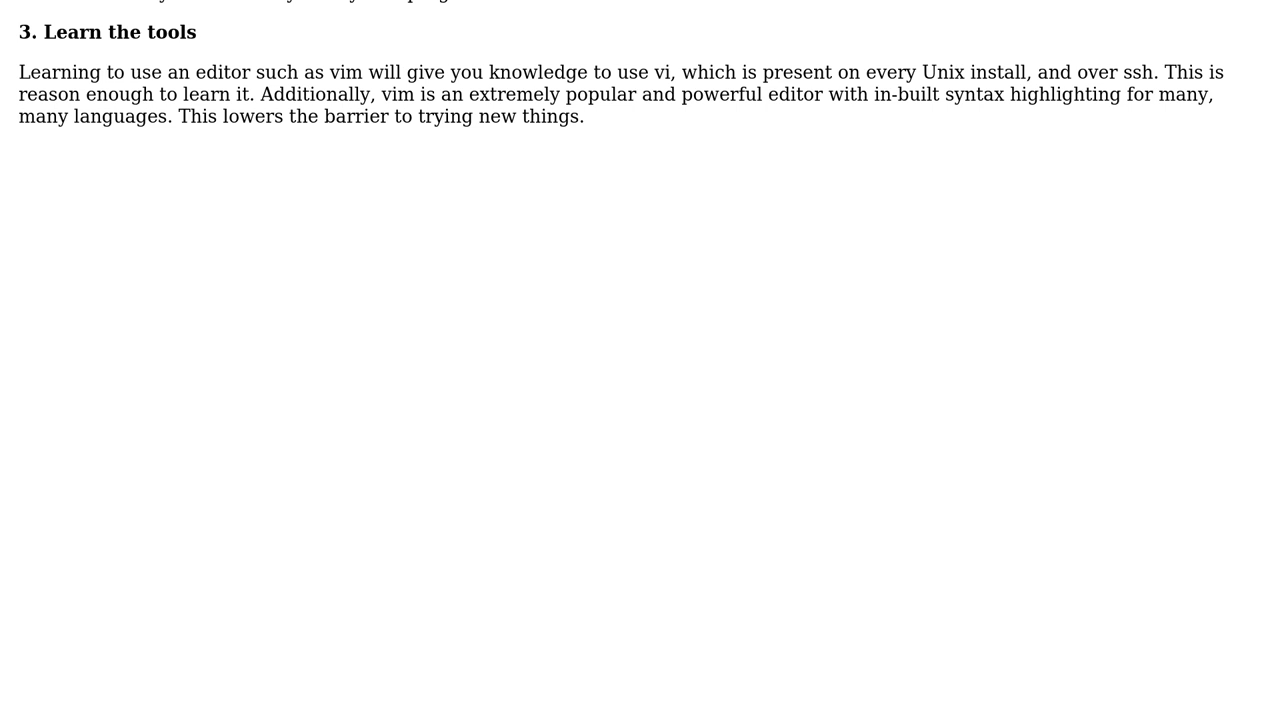 3. Learn the tools
Learning to use an editor such as vim will give you knowledge to use vi, which is present on every Unix install, and over ssh. This is
reason enough to learn it. Additionally, vim is an extremely popular and powerful editor with in-built syntax highlighting for many,
many languages. This lowers the barrier to trying new things.